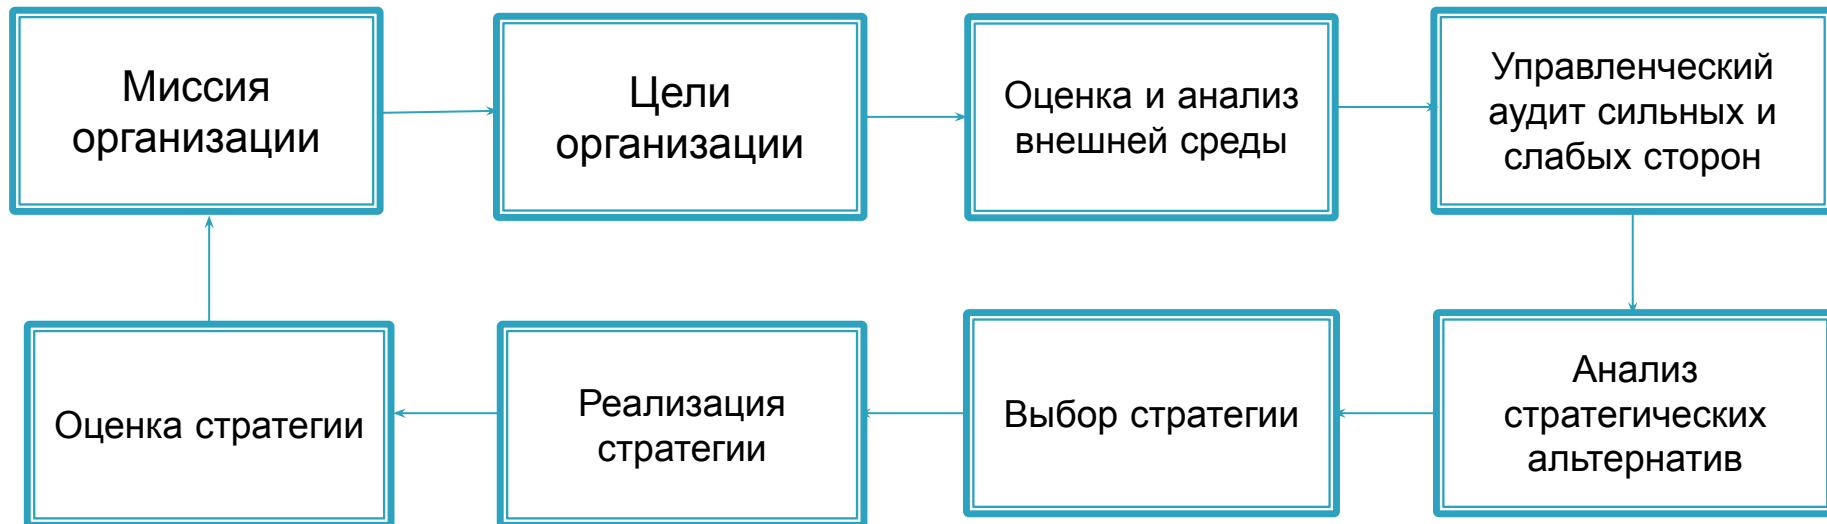 Миссия
организации
Цели
организации
Оценка и анализ
внешней среды
Управленческий
аудит сильных и
слабых сторон
Оценка стратегии
Реализация
стратегии
Выбор стратегии
Анализ
стратегических
альтернатив